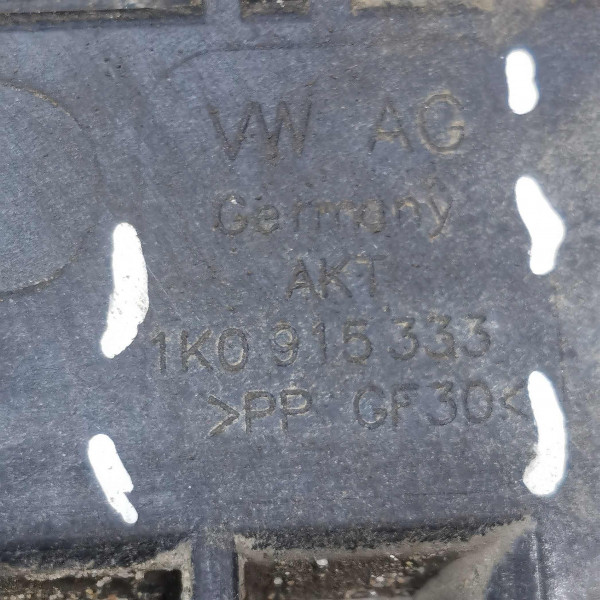 VW AG
Germany
AKT
1K0 915 333
>PP GF30<